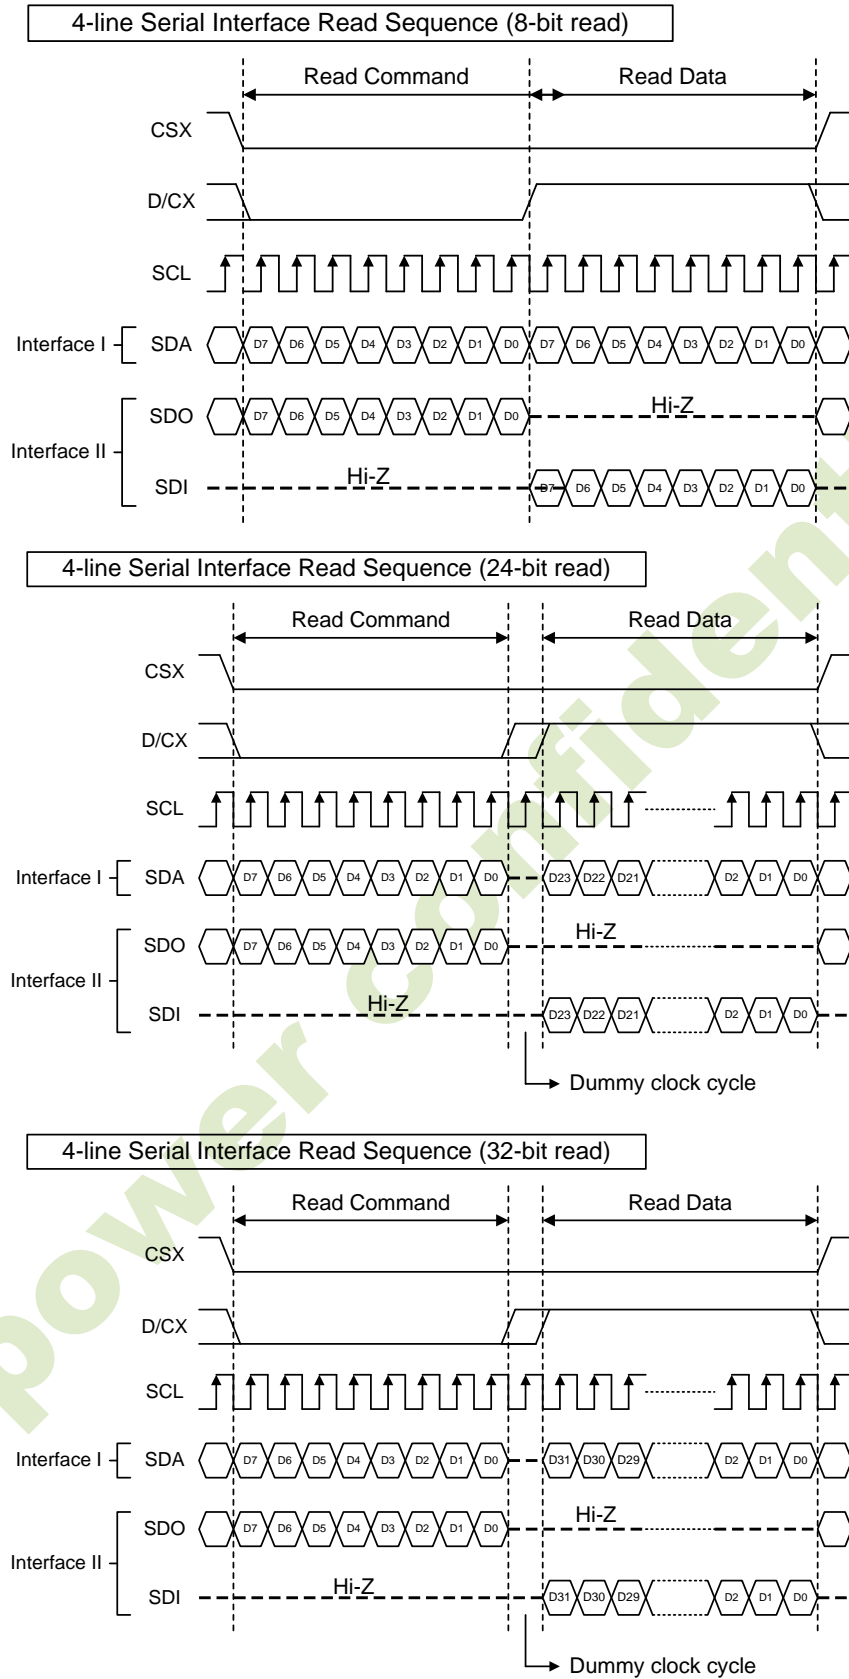 4-line Serial Interface Read Sequence (8-bit read)
Read Command Read Data
CSX
D/CX
SCL
Interface I SDA D7 D6 D5 D4 D3 D2 D1 D0 D7 D6 D5 D4 D3 D2 D1 D0
SDO D7 D6 D5 D4 D3 D2 D1 D0 Hi-Z
Interface II
SDI Hi-Z D7 D6 D5 D4 D3 D2 D1 D0
4-line Serial Interface Read Sequence (24-bit read)
Read Command Read Data
CSX
D/CX
SCL
Interface I SDA D7 D6 D5 D4 D3 D2 D1 D0 D23 D22 D21 D2 D1 D0
SDO D7 D6 D5 D4 D3 D2 D1 D0 Hi-Z
Interface II
SDI Hi-Z D23 D22 D21 D2 D1 D0
Dummy clock cycle
4-line Serial Interface Read Sequence (32-bit read)
Read Command Read Data
CSX
D/CX
SCL
Interface I SDA D7 D6 D5 D4 D3 D2 D1 D0 D31 D30 D29 D2 D1 D0
SDO D7 D6 D5 D4 D3 D2 D1 D0 Hi-Z
Interface II
SDI Hi-Z D31 D30 D29 D2 D1 D0
Dummy clock cycle
power confident